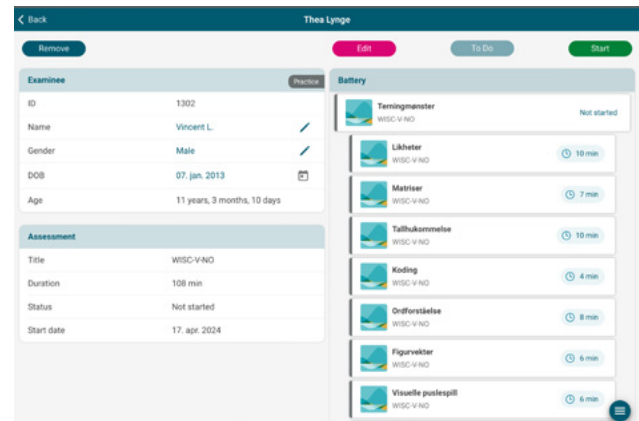 Back
Thea Lynge
Remove
Edit
To Do
Start
Examinee
Practice
ID 1302
Name Vincent L.
Gender Male
DOB 07. jan. 2013
Age 11 years, 3 months, 10 days
Assessment
Title WISC-V-NO
Duration 108 min
Status Not started
Start date 17. apr. 2024
Battery
Terningmønster
WISC-V-NO
Not started
Likheter
WISC-V-NO
10 min
Matriser
WISC-V-NO
7 min
Tallhukommelse
WISC-V-NO
10 min
Koding
WISC-V-NO
4 min
Ordforståelse
WISC-V-NO
8 min
Figurvekter
WISC-V-NO
6 min
Visuelle puslespill
WISC-V-NO
6 min